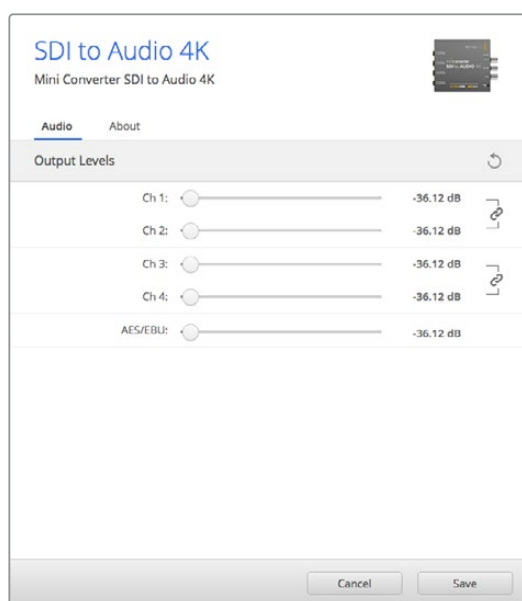 SDI to Audio 4K
Mini Converter SDI to Audio 4K
Audio About
Output Levels
Ch 1: -36.12 dB
Ch 2: -36.12 dB
Ch 3: -36.12 dB
Ch 4: -36.12 dB
AES/EBU: -36.12 dB
Cancel Save